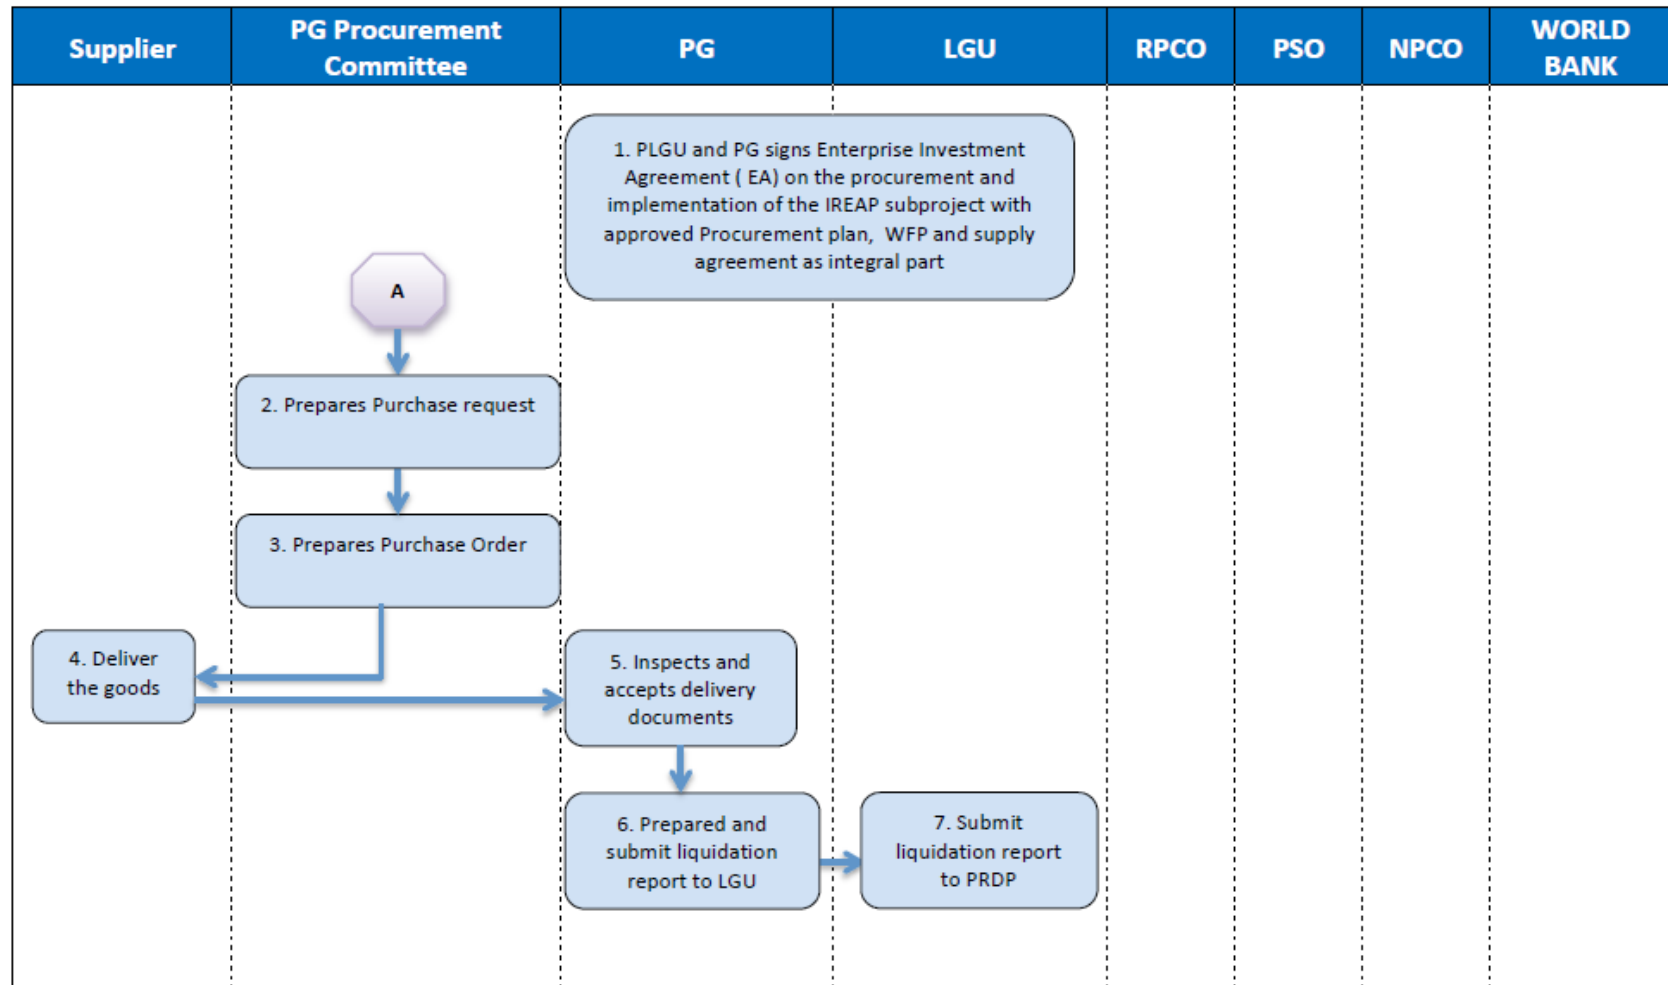 Supplier
PG Procurement
Committee
PG
LGU
RPCO
PSO
NPCO
WORLD
BANK
1. PLGU and PG signs Enterprise Investment
Agreement ( EA) on the procurement and
implementation of the IREAP subproject with
approved Procurement plan, WFP and supply
agreement as integral part
A
2. Prepares Purchase request
3. Prepares Purchase Order
4. Deliver
the goods
5. Inspects and
accepts delivery
documents
6. Prepared and
submit liquidation
report to LGU
7. Submit
liquidation report
to PRDP